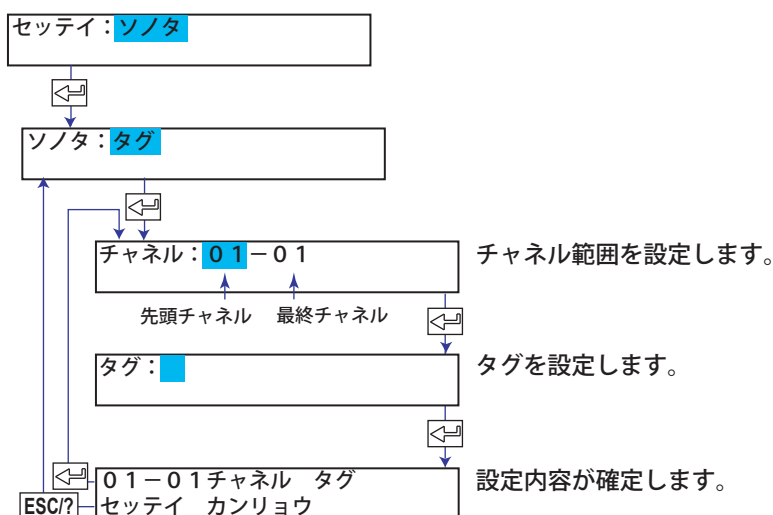 セッテイ：ソノタ
ソノタ：タグ
チャネル：０１－０１
チャネル範囲を設定します。
先頭チャネル　最終チャネル
タグ：
タグを設定します。
０１－０１チャネル　タグ
設定内容が確定します。
ESC/?
セッテイ　カンリョウ